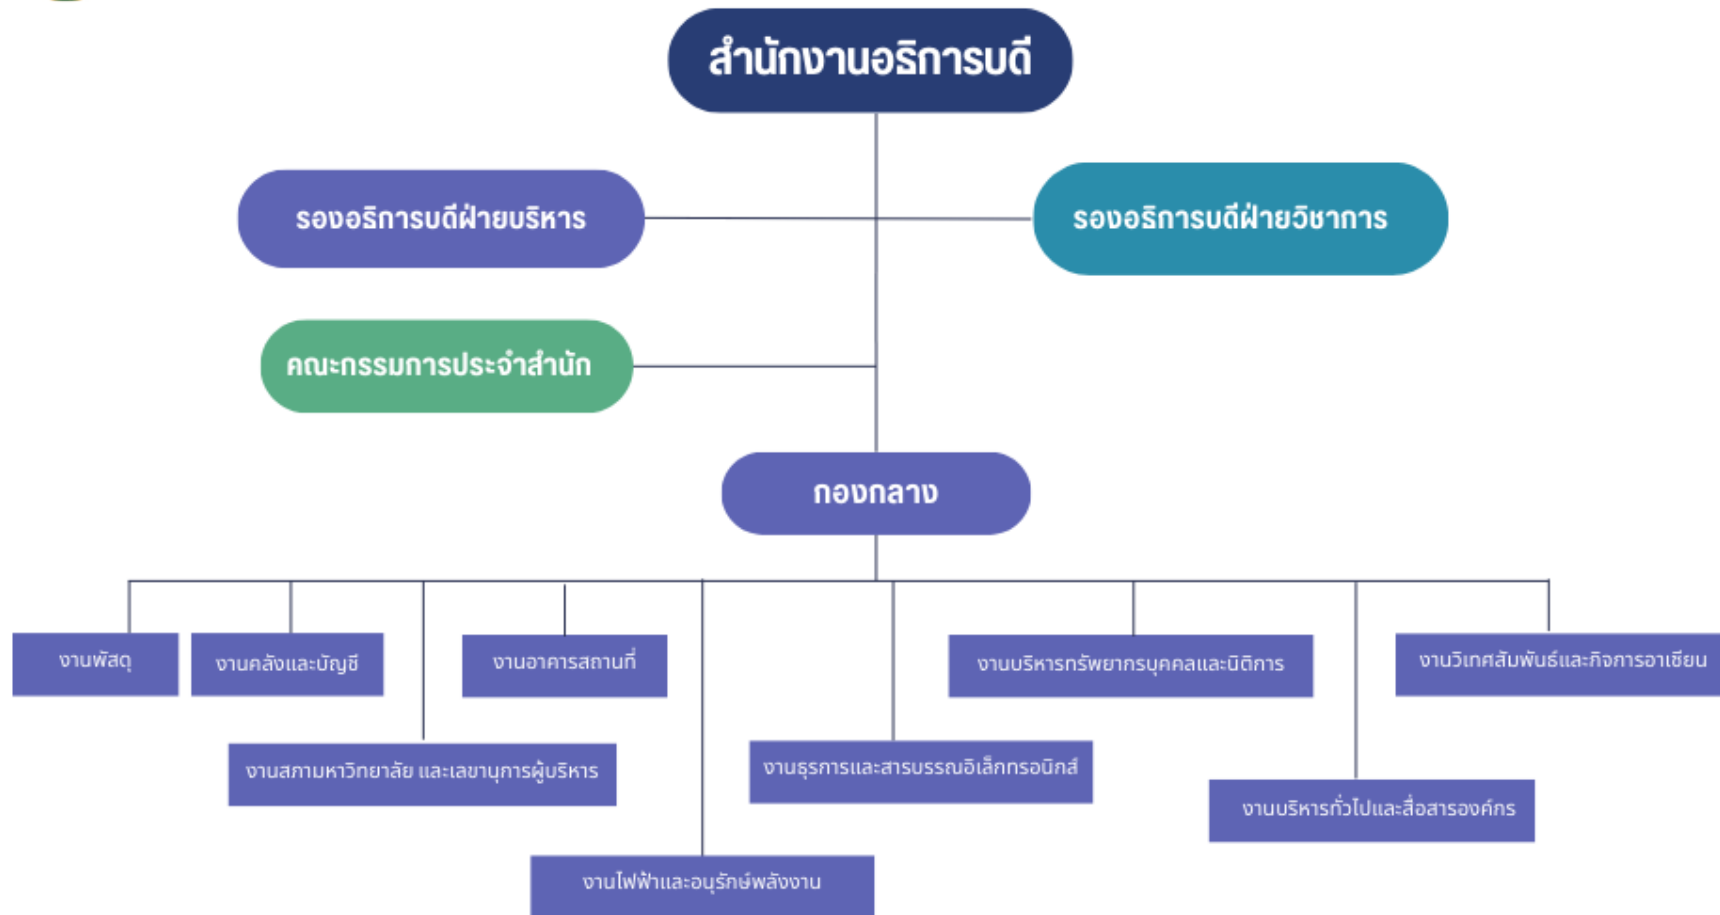 สำนักงานอธิการบดี
รองอธิการบดีฝ่ายบริหาร
รองอธิการบดีฝ่ายวิชาการ
คณะกรรมการประจำสำนัก
กองกลาง
งานพัสดุ
งานคลังและบัญชี
งานอาคารสถานที่
งานบริหารทรัพยากรบุคคลและนิติการ
งานวิเทศสัมพันธ์และกิจการอาเซียน
งานสภามหาวิทยาลัย และเลขานุการผู้บริหาร
งานธุรการและสารบรรณอิเล็กทรอนิกส์
งานบริหารทั่วไปและสื่อสารองค์กร
งานไฟฟ้าและอนุรักษ์พลังงาน